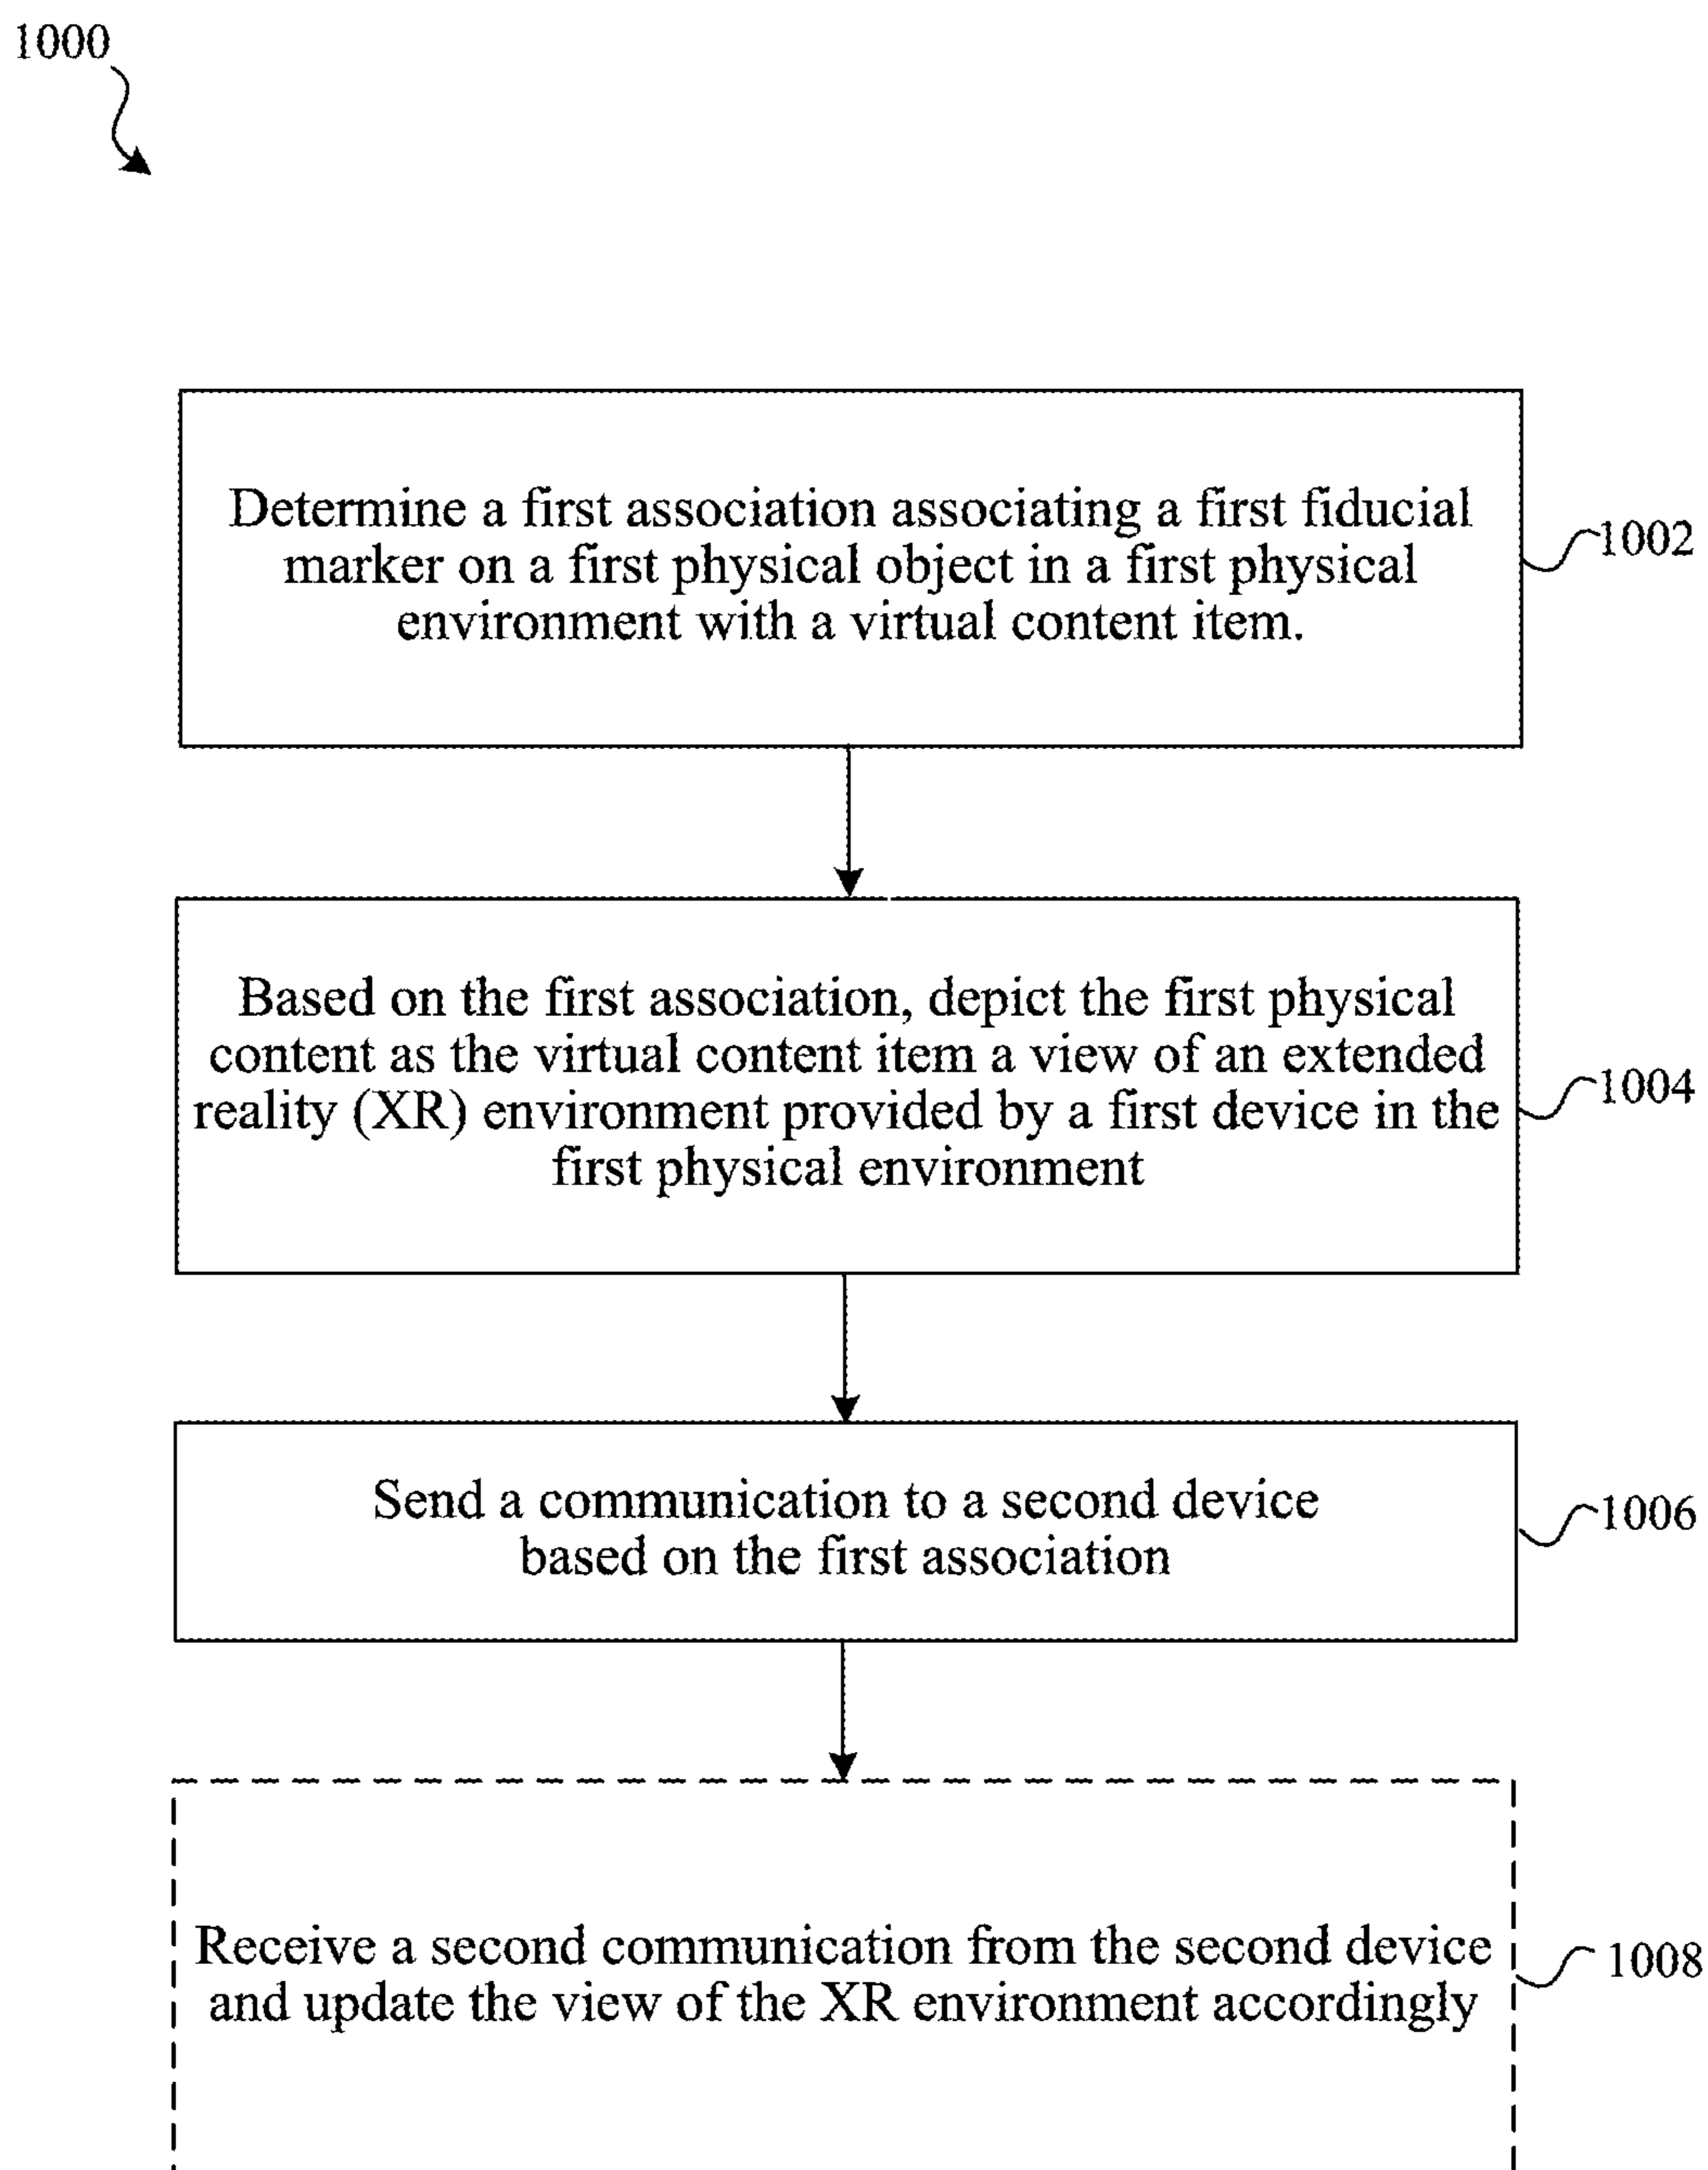 1000
Determine a first association associating a first fiducial
marker on a first physical object in a first physical
environment with a virtual content item.
1002
Based on the first association, depict the first physical
content as the virtual content item a view of an extended
reality (XR) environment provided by a first device in the
first physical environment
1004
Send a communication to a second device
based on the first association
1006
Receive a second communication from the second device
and update the view of the XR environment accordingly
1008